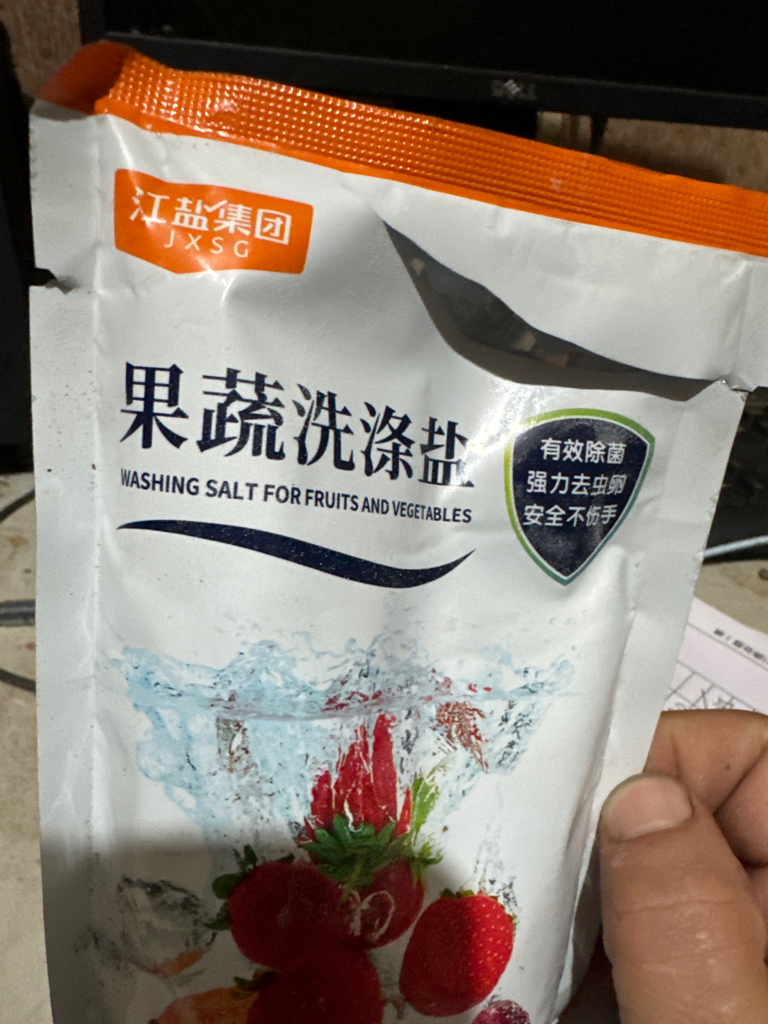 江盐集团
JXSG
果蔬洗涤盐
WASHING SALT FOR FRUITS AND VEGETABLES
有效除菌
强力去虫卵
安全不伤手